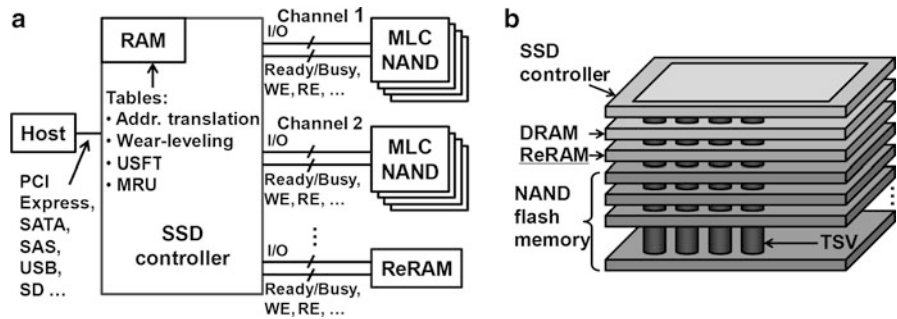 a
RAM
Tables:
• Addr. translation
• Wear-leveling
• USFT
• MRU
Host
PCI
Express,
SATA,
SAS,
USB,
SD ...
SSD
controller
Channel 1
I/O
Ready/Busy,
WE, RE, ...
MLC
NAND
Channel 2
I/O
Ready/Busy,
WE, RE, ...
MLC
NAND
I/O
Ready/Busy,
WE, RE, ...
ReRAM
b
SSD
controller
DRAM
ReRAM
NAND
flash
memory
TSV